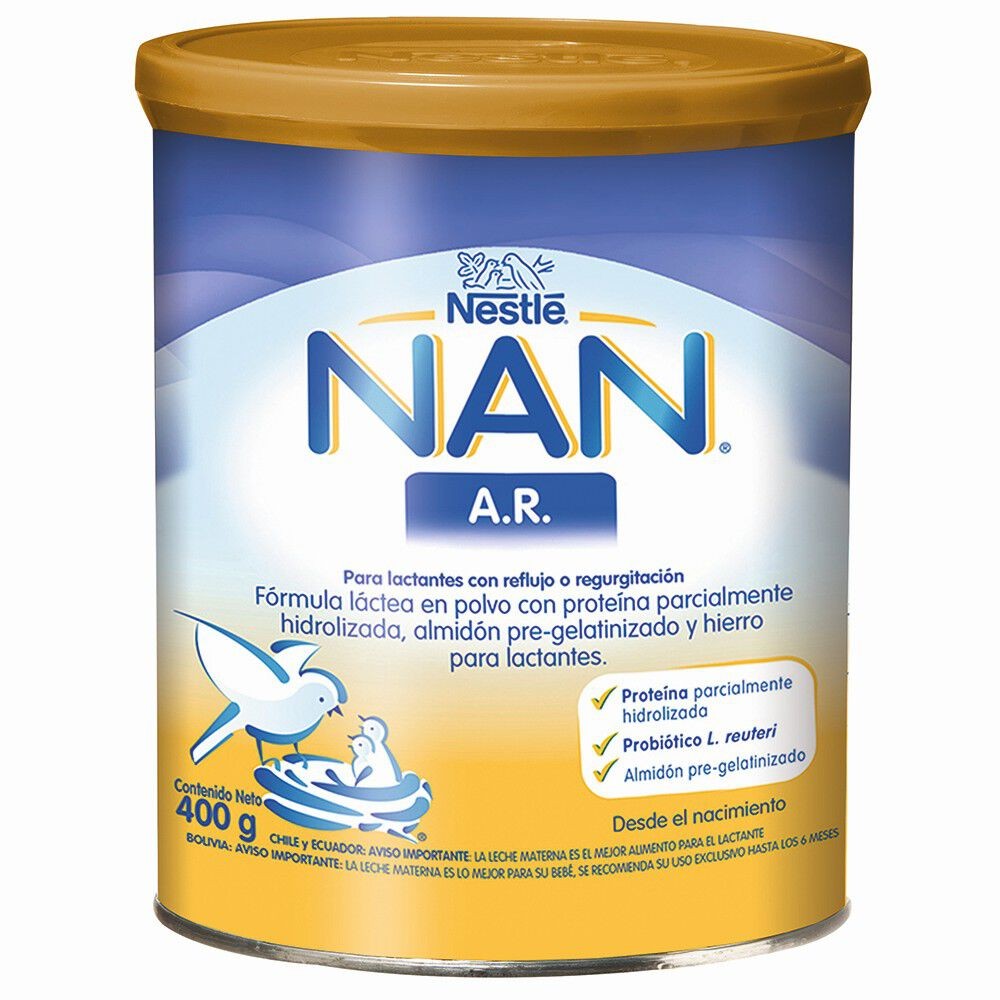 Nestlé
Nestlé
NAN®
A.R.
Para lactantes con reflujo o regurgitación
Fórmula láctea en polvo con proteína parcialmente
hidrolizada, almidón pre-gelatinizado y hierro
para lactantes.
Proteína parcialmente
hidrolizada
Probiótico L. reuteri
Almidón pre-gelatinizado
Contenido Neto
400 g
Desde el nacimiento
CHILE y ECUADOR: AVISO IMPORTANTE: LA LECHE MATERNA ES EL MEJOR ALIMENTO PARA EL LACTANTE
BOLIVIA: AVISO IMPORTANTE: LA LECHE MATERNA ES LO MEJOR PARA SU BEBÉ, SE RECOMIENDA SU USO EXCLUSIVO HASTA LOS 6 MESES